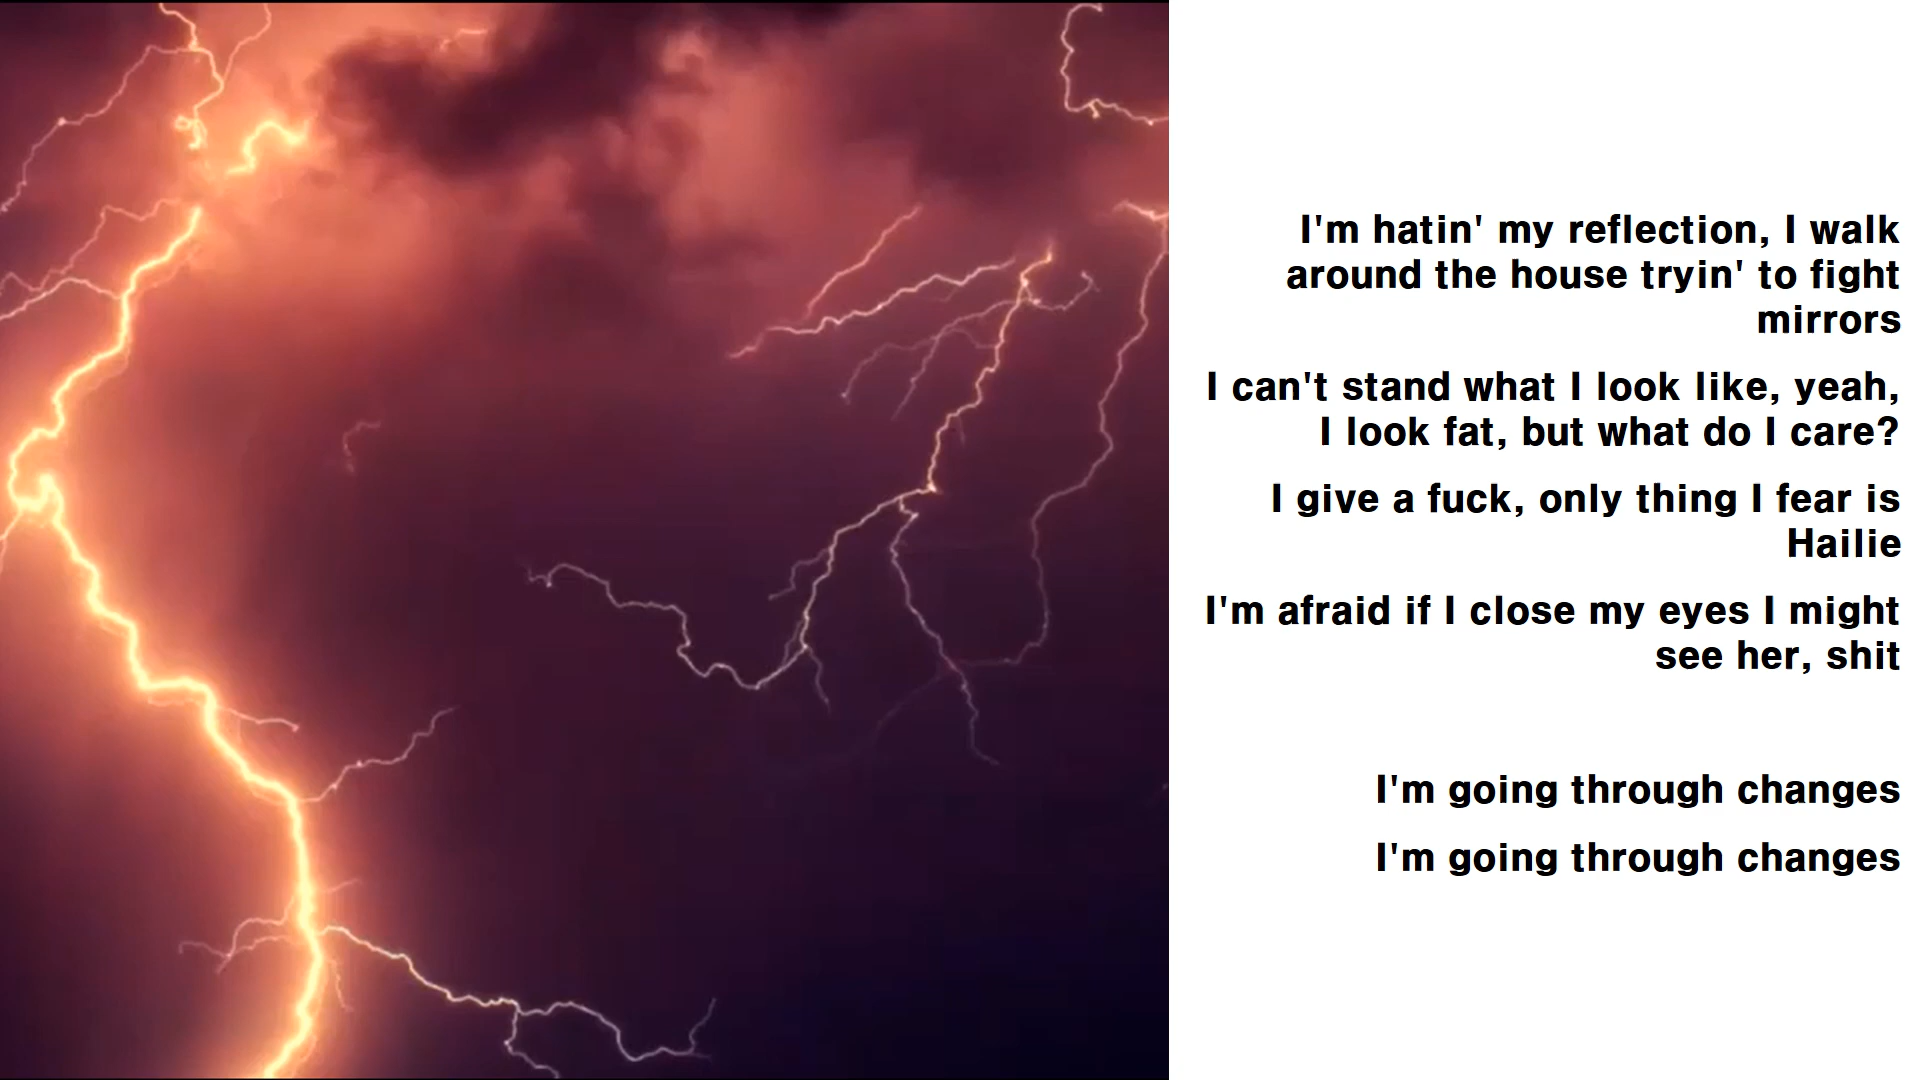 I'm hatin' my reflection, I walk
around the house tryin' to fight
mirrors
I can't stand what I look like, yeah,
I look fat, but what do I care?
I give a fuck, only thing I fear is
Hailie
I'm afraid if I close my eyes I might
see her, shit
I'm going through changes
I'm going through changes